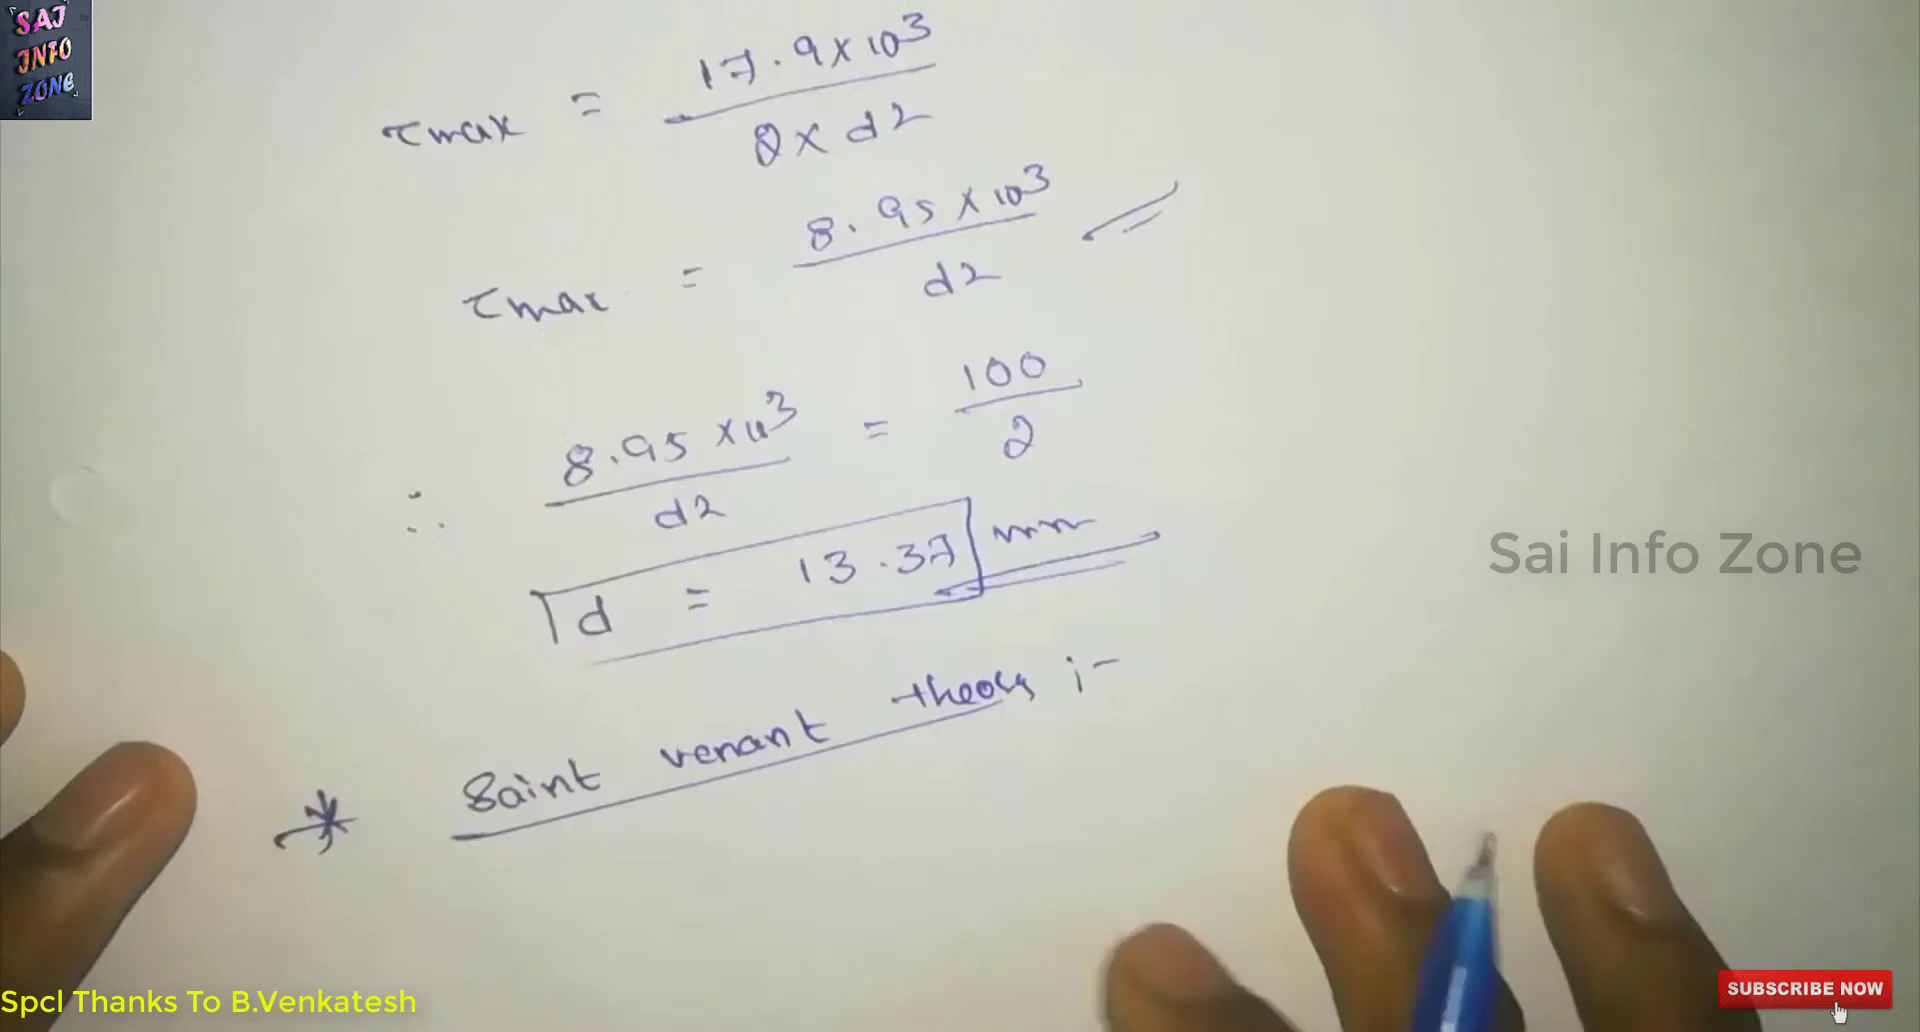 SAI
INFO
ZONE
τmax = 17.9 x 10³ / 2 x d2
τmax = 8.95 x 10³ / d2
∴ 8.95 x 10³ / d2 = 100 / 2
d = 13.37 mm
Sai Info Zone
* Saint venant theory :-
Spcl Thanks To B.Venkatesh
SUBSCRIBE NOW